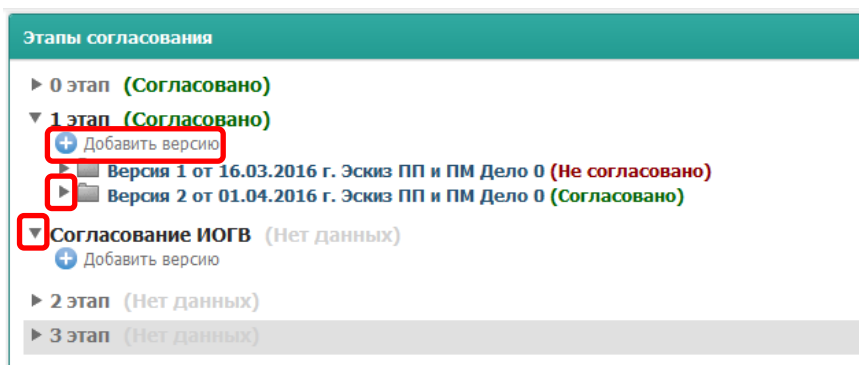 Этапы согласования
0 этап (Согласовано)
1 этап (Согласовано)
Добавить версию
Версия 1 от 16.03.2016 г. Эскиз ПП и ПМ Дело 0 (Не согласовано)
Версия 2 от 01.04.2016 г. Эскиз ПП и ПМ Дело 0 (Согласовано)
Согласование ИОГВ (Нет данных)
Добавить версию
2 этап (Нет данных)
3 этап (Нет данных)